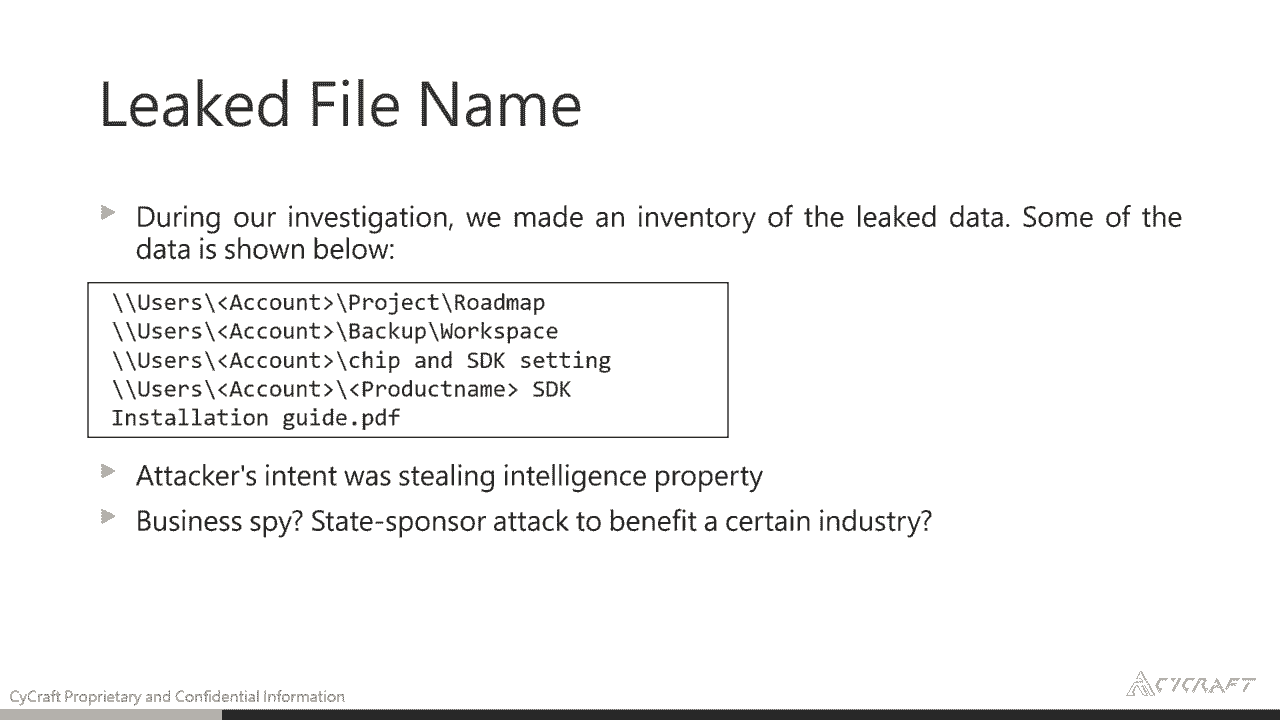 Leaked File Name
During our investigation, we made an inventory of the leaked data. Some of the
data is shown below:
\\Users\<Account>\Project\Roadmap
\\Users\<Account>\Backup\Workspace
\\Users\<Account>\chip and SDK setting
\\Users\<Account>\<Productname> SDK
Installation guide.pdf
Attacker's intent was stealing intelligence property
Business spy? State-sponsor attack to benefit a certain industry?
CyCraft Proprietary and Confidential Information
CYCRAFT